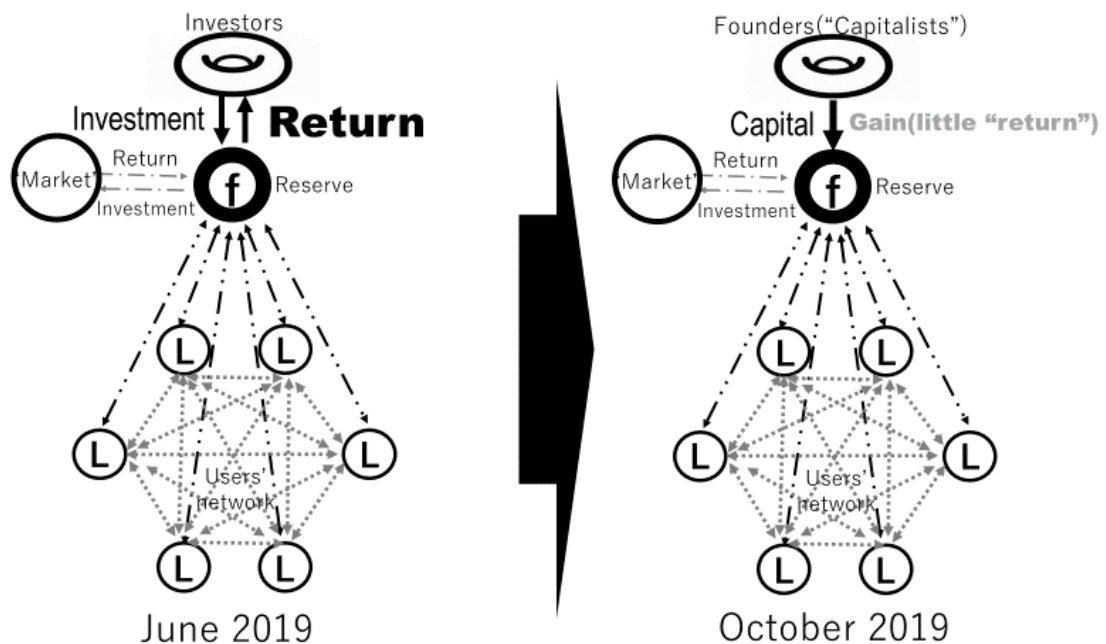 Investors
Investment
Return
Return
'Market'
Investment
f
Reserve
L
L
L
L
Users'
network
L
L
June 2019
Founders("Capitalists")
Capital
Gain(little "return")
Return
'Market'
Investment
f
Reserve
L
L
L
L
Users'
network
L
L
October 2019